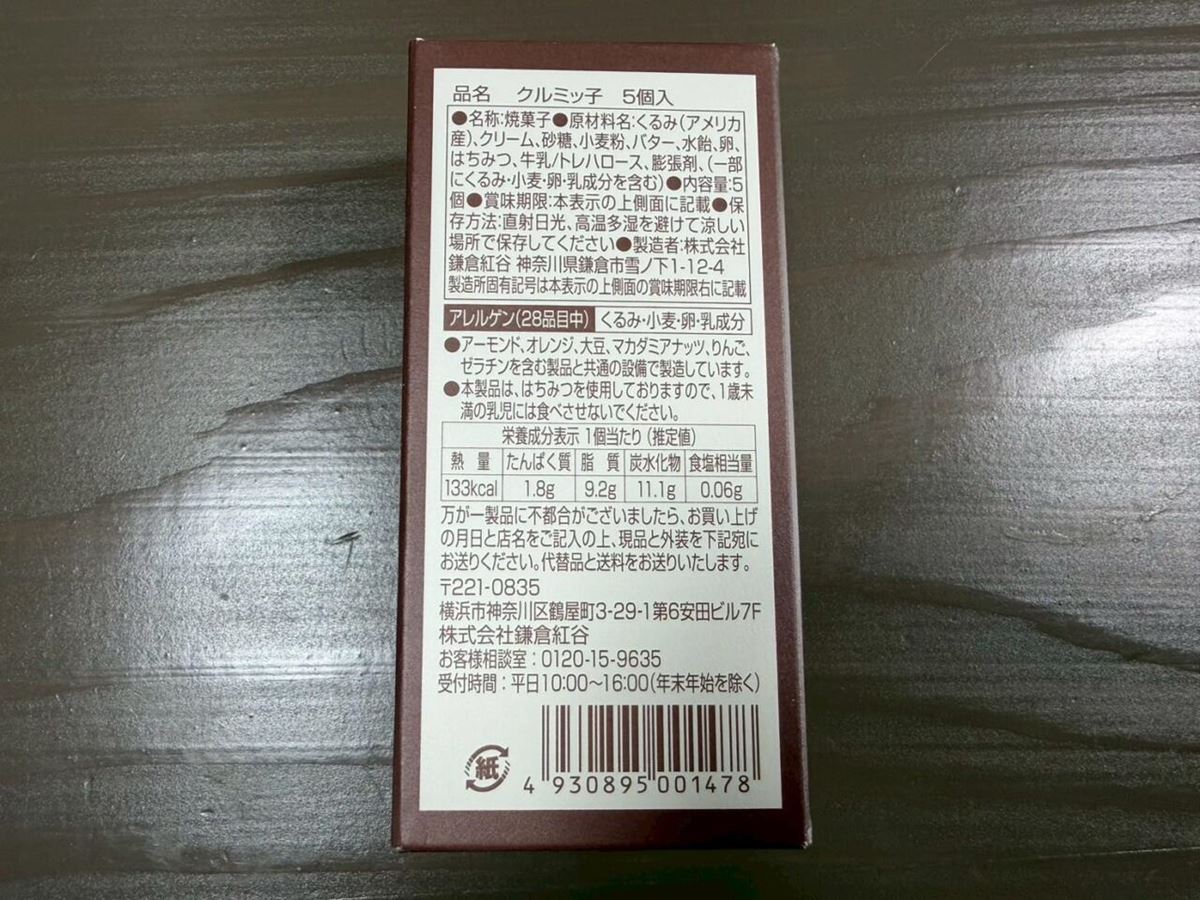 品名　クルミッ子　5個入
●名称:焼菓子●原材料名:くるみ(アメリカ
産)、クリーム、砂糖、小麦粉、バター、水飴、卵、
はちみつ、牛乳/トレハロース、膨張剤、(一部
にくるみ・小麦・卵・乳成分を含む)●内容量:5
個●賞味期限:本表示の上側面に記載●保
存方法:直射日光、高温多湿を避けて涼しい
場所で保存してください●製造者:株式会社
鎌倉紅谷 神奈川県鎌倉市雪ノ下1-12-4
製造所固有記号は本表示の上側面の賞味期限右に記載
アレルゲン(28品目中) くるみ・小麦・卵・乳成分
●アーモンド、オレンジ、大豆、マカダミアナッツ、りんご、
ゼラチンを含む製品と共通の設備で製造しています。
●本製品は、はちみつを使用しておりますので、1歳未
満の乳児には食べさせないでください。
栄養成分表示 1個当たり (推定値)
熱量 たんぱく質 脂質 炭水化物 食塩相当量
133kcal 1.8g 9.2g 11.1g 0.06g
万が一製品に不都合がございましたら、お買い上げ
の月日と店名をご記入の上、現品と外装を下記宛に
お送りください。代替品と送料をお送りいたします。
〒221-0835
横浜市神奈川区鶴屋町3-29-1第6安田ビル7F
株式会社鎌倉紅谷
お客様相談室：0120-15-9635
受付時間：平日10:00～16:00(年末年始を除く)
紙
4 930895 001478